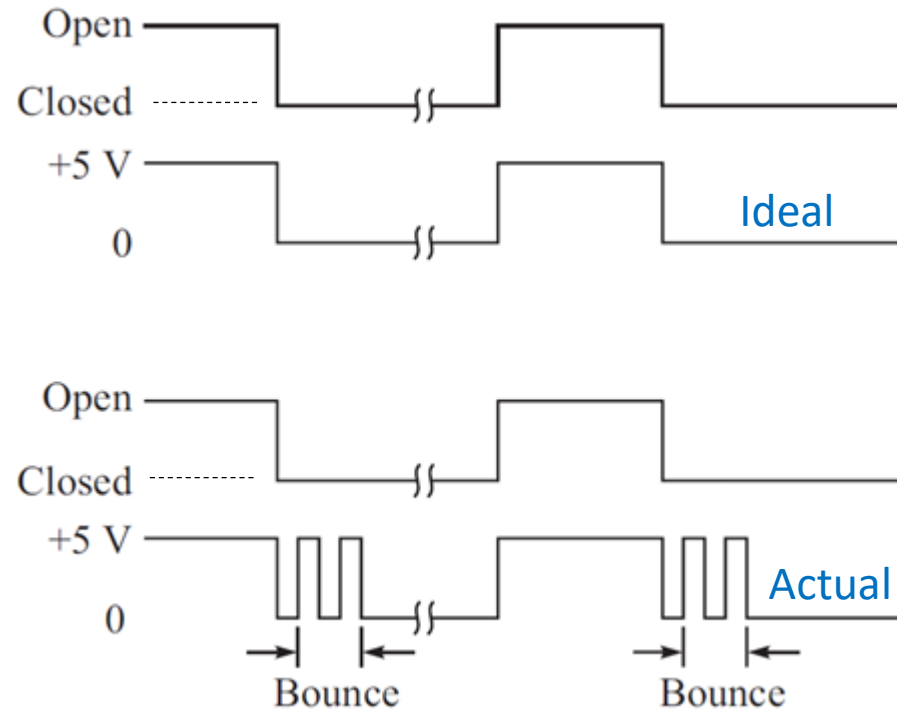 Open
Closed
+5 V
0
Ideal
Open
Closed
+5 V
0
Actual
Bounce Bounce